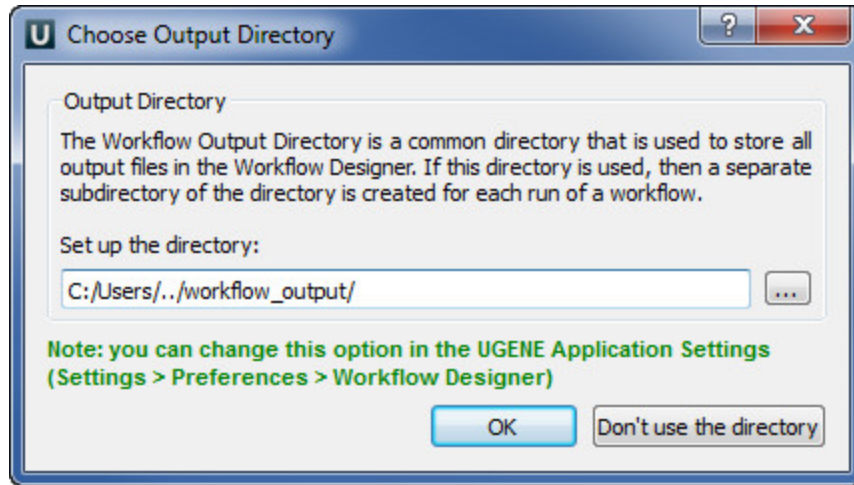 U Choose Output Directory ? X
Output Directory
The Workflow Output Directory is a common directory that is used to store all
output files in the Workflow Designer. If this directory is used, then a separate
subdirectory of the directory is created for each run of a workflow.
Set up the directory:
C:/Users/../workflow_output/ ...
Note: you can change this option in the UGENE Application Settings
(Settings > Preferences > Workflow Designer)
OK Don't use the directory